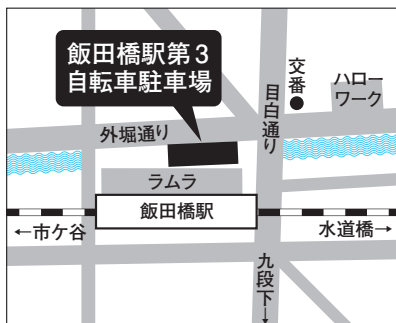 飯田橋駅第3
自転車駐車場
交番
ハロー
ワーク
目白通り
外堀通り
ラムラ
飯田橋駅
←市ケ谷
水道橋→
九段下→